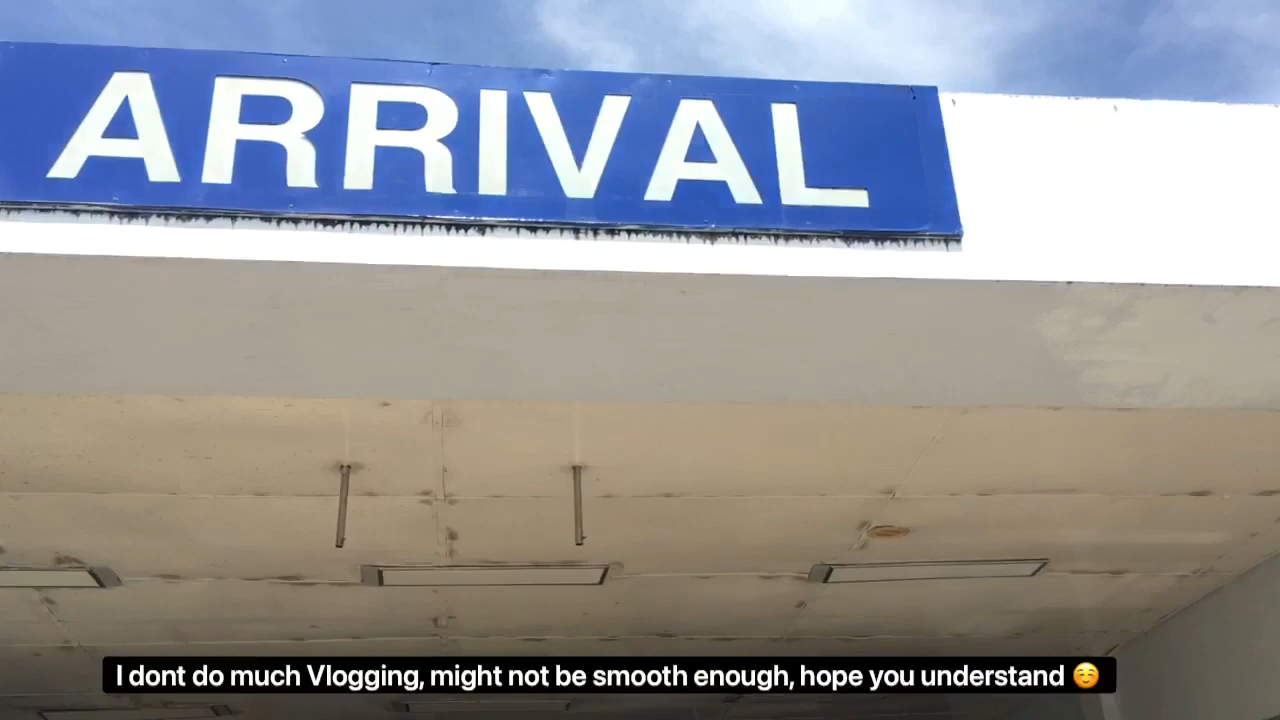 ARRIVAL
I dont do much Vlogging, might not be smooth enough, hope you understand ☺️